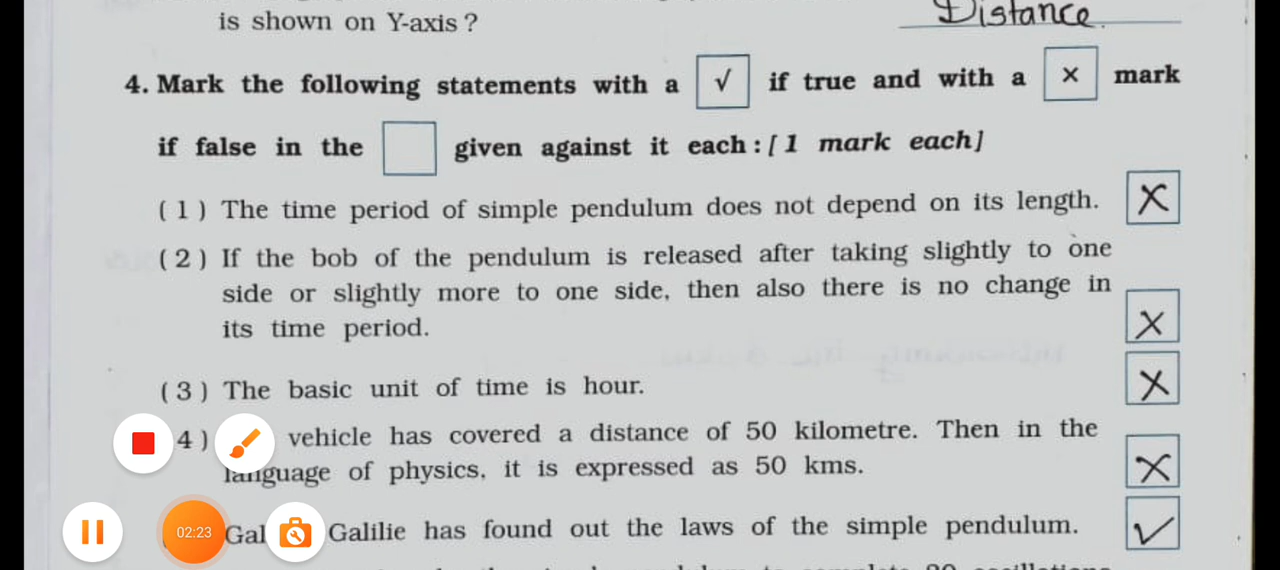 is shown on Y-axis ? Distance.
4. Mark the following statements with a √ if true and with a × mark
if false in the given against it each : [ 1 mark each]
( 1 ) The time period of simple pendulum does not depend on its length. ×
( 2 ) If the bob of the pendulum is released after taking slightly to one
side or slightly more to one side, then also there is no change in
its time period. ×
( 3 ) The basic unit of time is hour. ×
4 ) vehicle has covered a distance of 50 kilometre. Then in the
language of physics, it is expressed as 50 kms. ×
Galilie has found out the laws of the simple pendulum. √
02:23